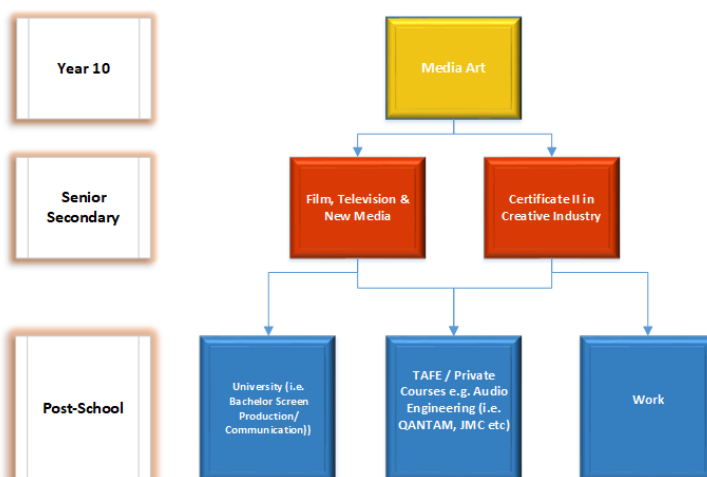 Year 10
Media Art
Senior
Secondary
Film, Television &
New Media
Certificate II in
Creative Industry
Post-School
University (i.e.
Bachelor Screen
Production/
Communication))
TAFE / Private
Courses e.g. Audio
Engineering (i.e.
QANTAM, JMC etc)
Work